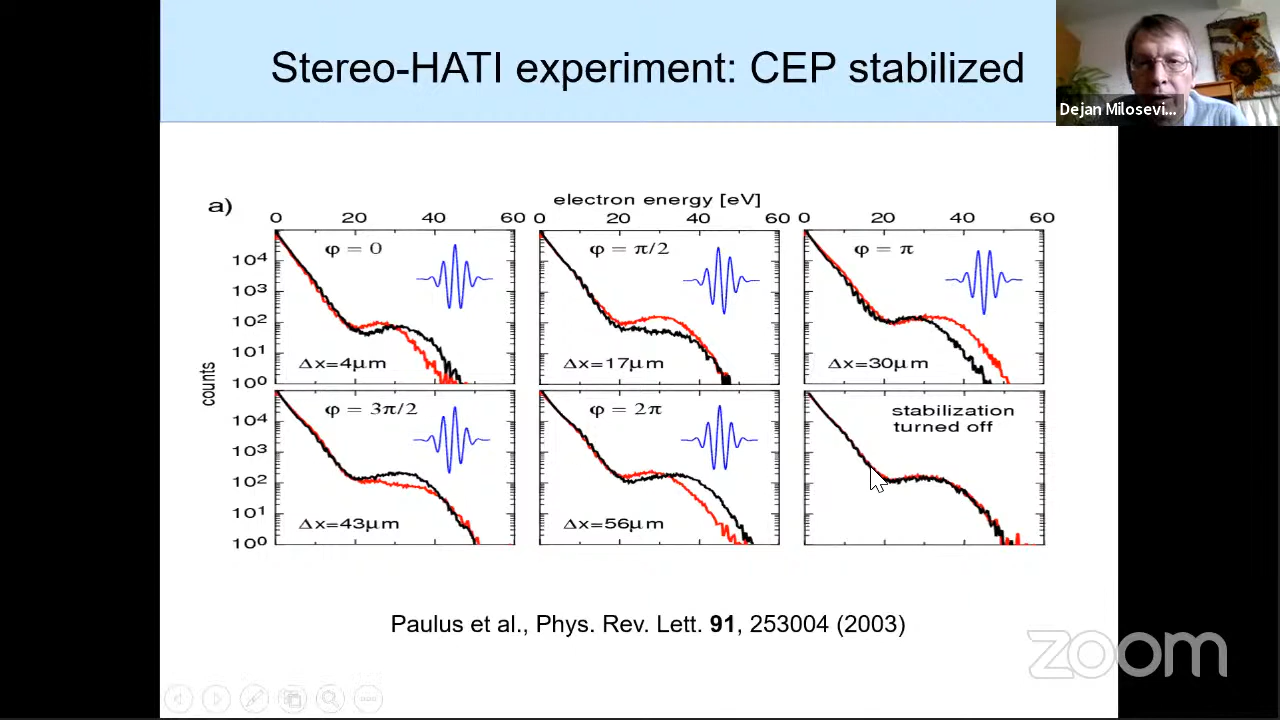 Stereo-HATI experiment: CEP stabilized
Dejan Milosevi...
a)
electron energy [eV]
0 20 40 60 0 20 40 60 0 20 40 60
counts
10⁴
10³
10²
10¹
10⁰
φ = 0
Δx=4μm
φ = π/2
Δx=17μm
φ = π
Δx=30μm
10⁴
10³
10²
10¹
10⁰
φ = 3π/2
Δx=43μm
φ = 2π
Δx=56μm
stabilization
turned off
Paulus et al., Phys. Rev. Lett. 91, 253004 (2003)
zoom